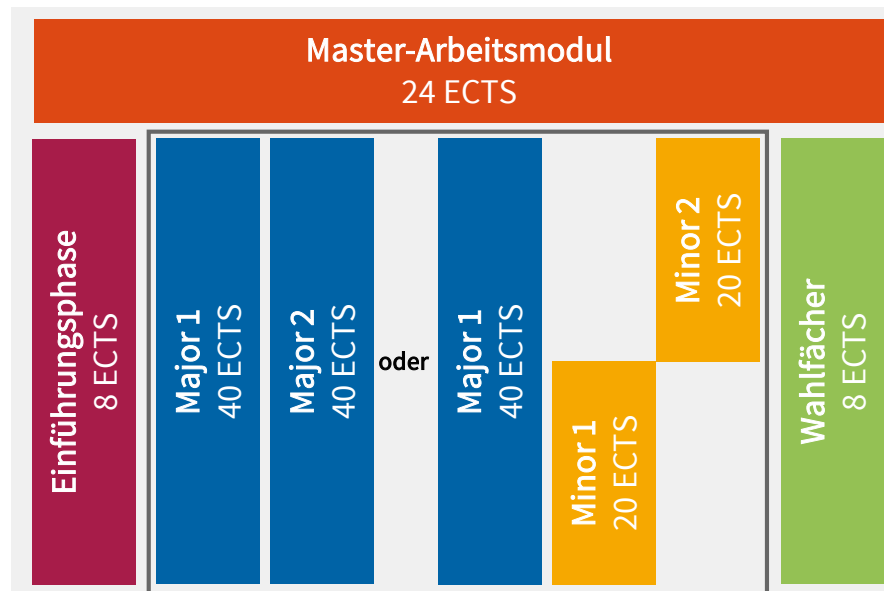 Master-Arbeitsmodul
24 ECTS
Einführungsphase
8 ECTS
Major 1
40 ECTS
Major 2
40 ECTS
oder
Major 1
40 ECTS
Minor 1
20 ECTS
Minor 2
20 ECTS
Wahlfächer
8 ECTS